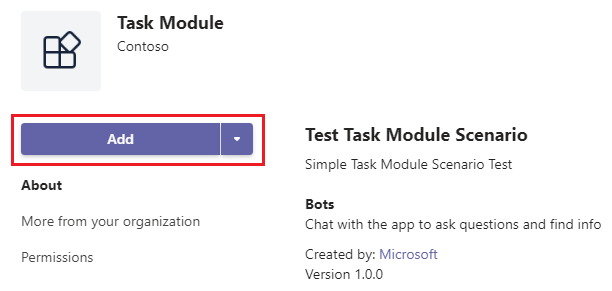 Task Module
Contoso
Add
About
More from your organization
Permissions
Test Task Module Scenario
Simple Task Module Scenario Test
Bots
Chat with the app to ask questions and find info
Created by: Microsoft
Version 1.0.0